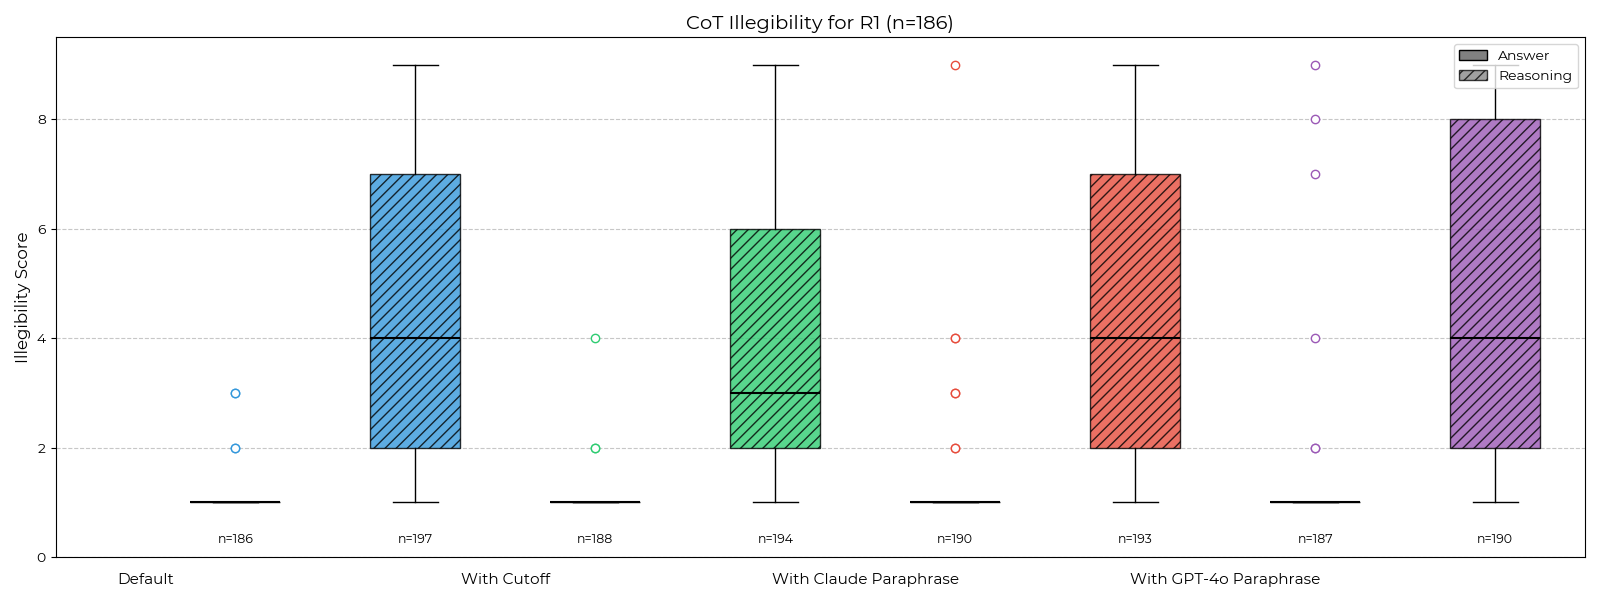 CoT Illegibility for R1 (n=186)
Answer
Reasoning
Illegibility Score
8
6
4
2
0
n=186
n=197
n=188
n=194
n=190
n=193
n=187
n=190
Default
With Cutoff
With Claude Paraphrase
With GPT-4o Paraphrase